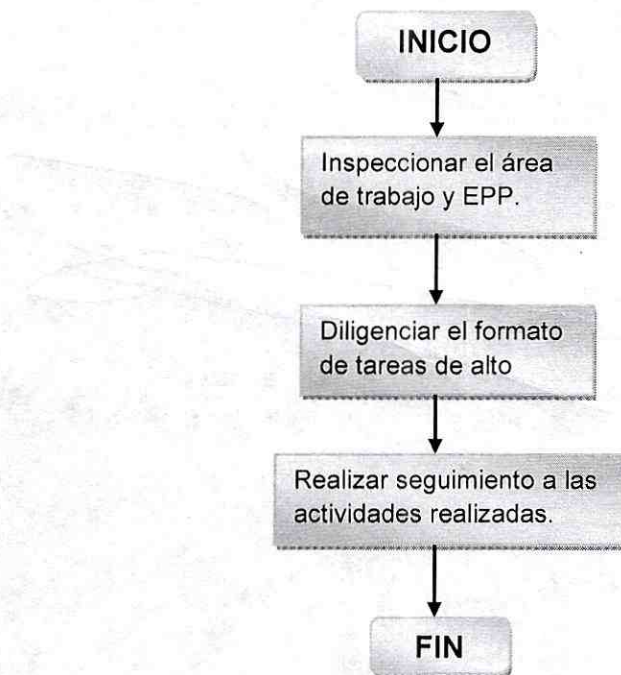 INICIO
Inspeccionar el área
de trabajo y EPP.
Diligenciar el formato
de tareas de alto
Realizar seguimiento a las
actividades realizadas.
FIN